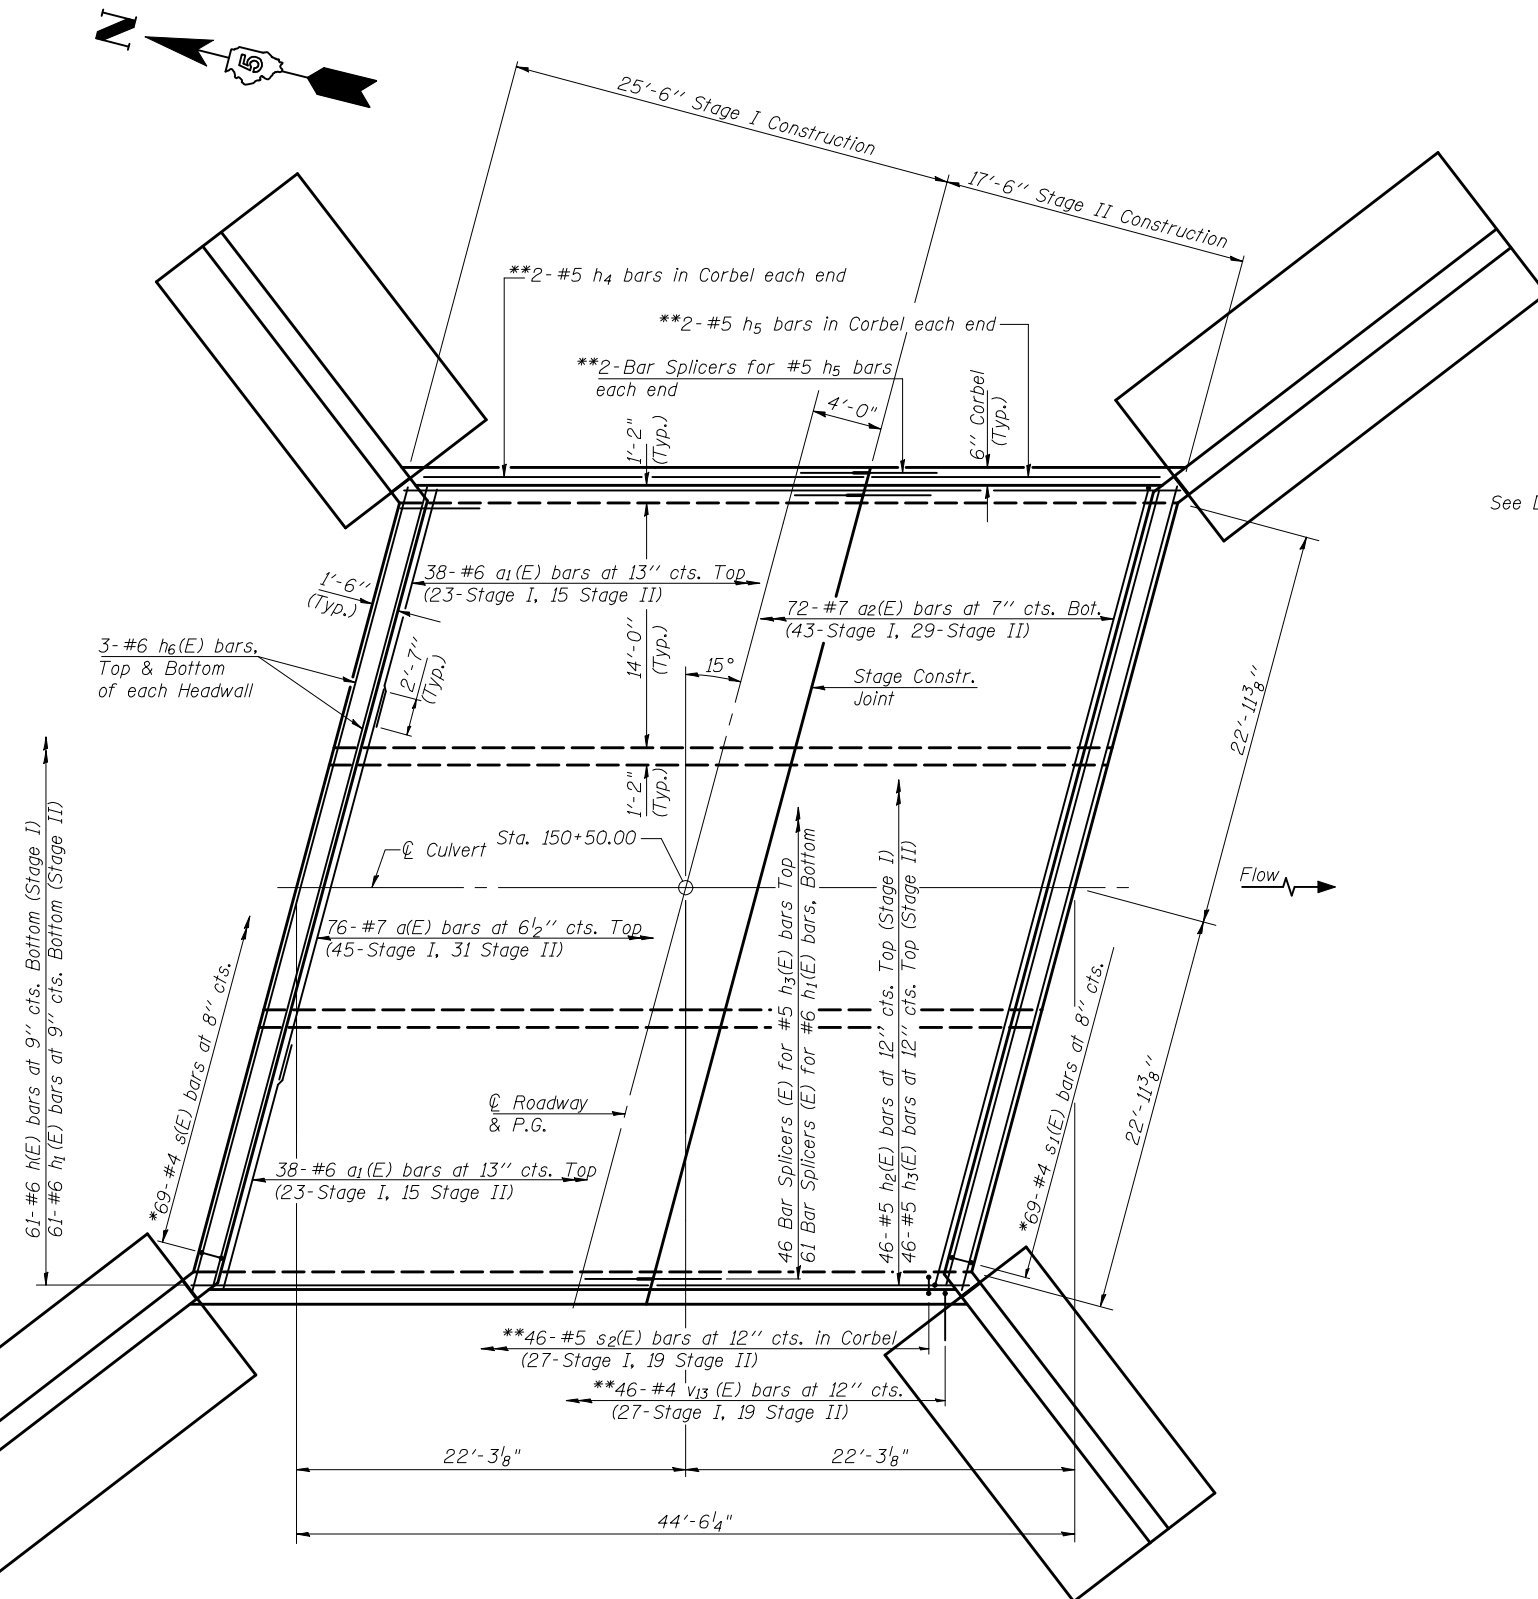 N
5
25'-6" Stage I Construction
17'-6" Stage II Construction
**2-#5 h4 bars in Corbel each end
**2-#5 h5 bars in Corbel each end
**2-Bar Splicers for #5 h5 bars
each end
4'-0"
6" Corbel
(Typ.)
1'-2"
(Typ.)
See
38-#6 a1(E) bars at 13" cts. Top
(23-Stage I, 15 Stage II)
1'-6"
(Typ.)
72-#7 a2(E) bars at 7" cts. Bot.
(43-Stage I, 29-Stage II)
3-#6 h6(E) bars,
Top & Bottom
of each Headwall
2'-7"
(Typ.)
14'-0"
(Typ.)
15°
Stage Constr.
Joint
22'-11 3/8"
1'-2"
(Typ.)
℄ Culvert
Sta. 150+50.00
Flow
61-#6 h(E) bars at 9" cts. Bottom (Stage I)
61-#6 h1(E) bars at 9" cts. Bottom (Stage II)
76-#7 a(E) bars at 6 1/2" cts. Top
(45-Stage I, 31 Stage II)
46 Bar Splicers (E) for #5 h3(E) bars Top
61 Bar Splicers (E) for #6 h1(E) bars, Bottom
46-#5 h2(E) bars at 12" cts. Top (Stage I)
46-#5 h3(E) bars at 12" cts. Top (Stage II)
*69-#4 s(E) bars at 8" cts.
*69-#4 s1(E) bars at 8" cts.
22'-11 3/8"
℄ Roadway
& P.G.
38-#6 a1(E) bars at 13" cts. Top
(23-Stage I, 15 Stage II)
**46-#5 s2(E) bars at 12" cts. in Corbel
(27-Stage I, 19 Stage II)
**46-#4 v13(E) bars at 12" cts.
(27-Stage I, 19 Stage II)
22'-3 1/8"
22'-3 1/8"
44'-6 1/4"